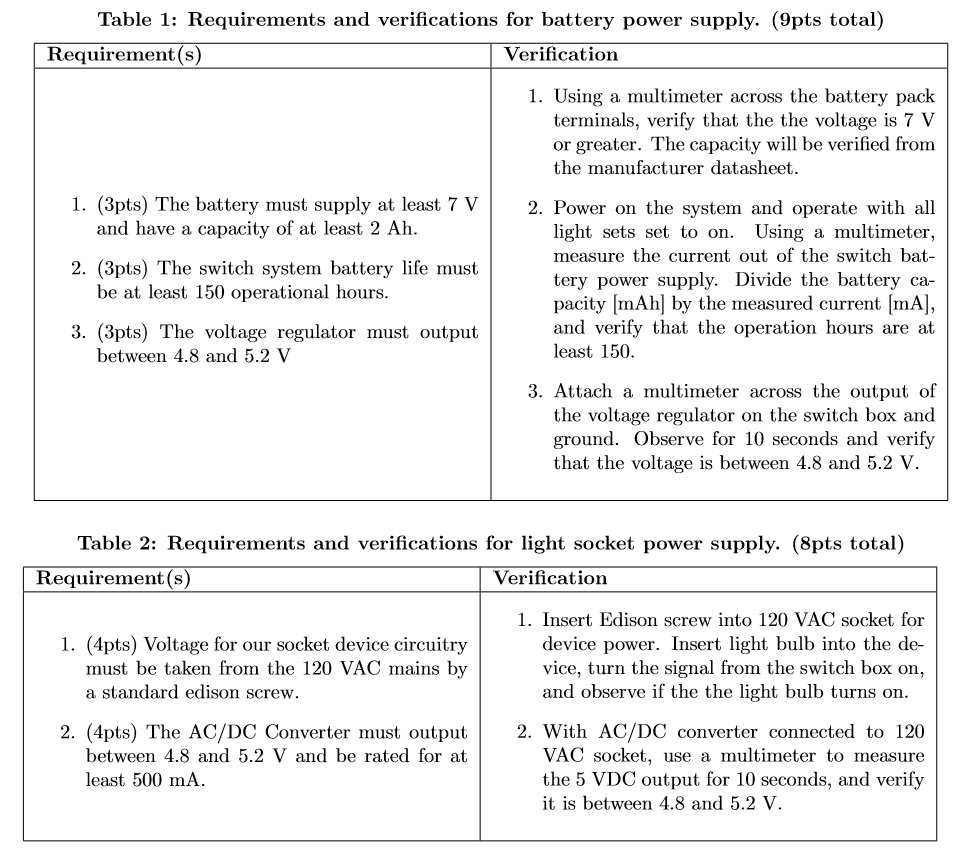 Table 1: Requirements and verifications for battery power supply. (9pts total)
Requirement(s)
1. (3pts) The battery must supply at least 7 V
and have a capacity of at least 2 Ah.
2. (3pts) The switch system battery life must
be at least 150 operational hours.
3. (3pts) The voltage regulator must output
between 4.8 and 5.2 V
Verification
1. Using a multimeter across the battery pack
terminals, verify that the the voltage is 7 V
or greater. The capacity will be verified from
the manufacturer datasheet.
2. Power on the system and operate with all
light sets set to on. Using a multimeter,
measure the current out of the switch bat-
tery power supply. Divide the battery ca-
pacity [mAh] by the measured current [mA],
and verify that the operation hours are at
least 150.
3. Attach a multimeter across the output of
the voltage regulator on the switch box and
ground. Observe for 10 seconds and verify
that the voltage is between 4.8 and 5.2 V.
Table 2: Requirements and verifications for light socket power supply. (8pts total)
Requirement(s)
1. (4pts) Voltage for our socket device circuitry
must be taken from the 120 VAC mains by
a standard edison screw.
2. (4pts) The AC/DC Converter must output
between 4.8 and 5.2 V and be rated for at
least 500 mA.
Verification
1. Insert Edison screw into 120 VAC socket for
device power. Insert light bulb into the de-
vice, turn the signal from the switch box on,
and observe if the the light bulb turns on.
2. With AC/DC converter connected to 120
VAC socket, use a multimeter to measure
the 5 VDC output for 10 seconds, and verify
it is between 4.8 and 5.2 V.